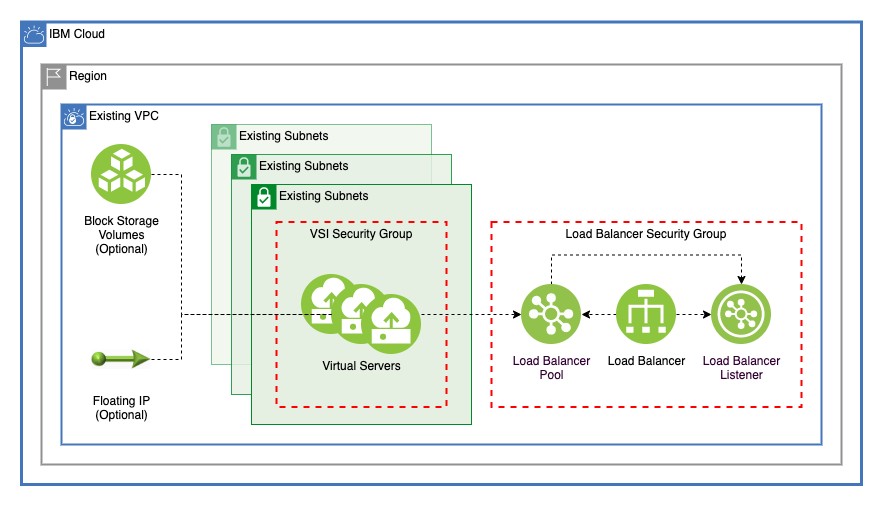 IBM Cloud
Region
Existing VPC
Existing Subnets
Existing Subnets
Existing Subnets
Block Storage
Volumes
(Optional)
VSI Security Group
Load Balancer Security Group
Virtual Servers
Load Balancer
Pool
Load Balancer
Load Balancer
Listener
Floating IP
(Optional)